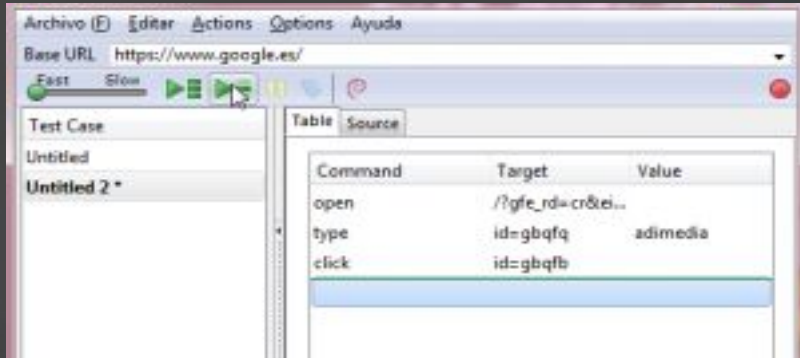 Archivo (F) Editar Actions Options Ayuda
Base URL https://www.google.es/
Fast Slow
Test Case
Untitled
Untitled 2 *
Table Source
Command Target Value
open /?gfe_rd=cr&ei...
type id=gbqfq adimedia
click id=gbqfb